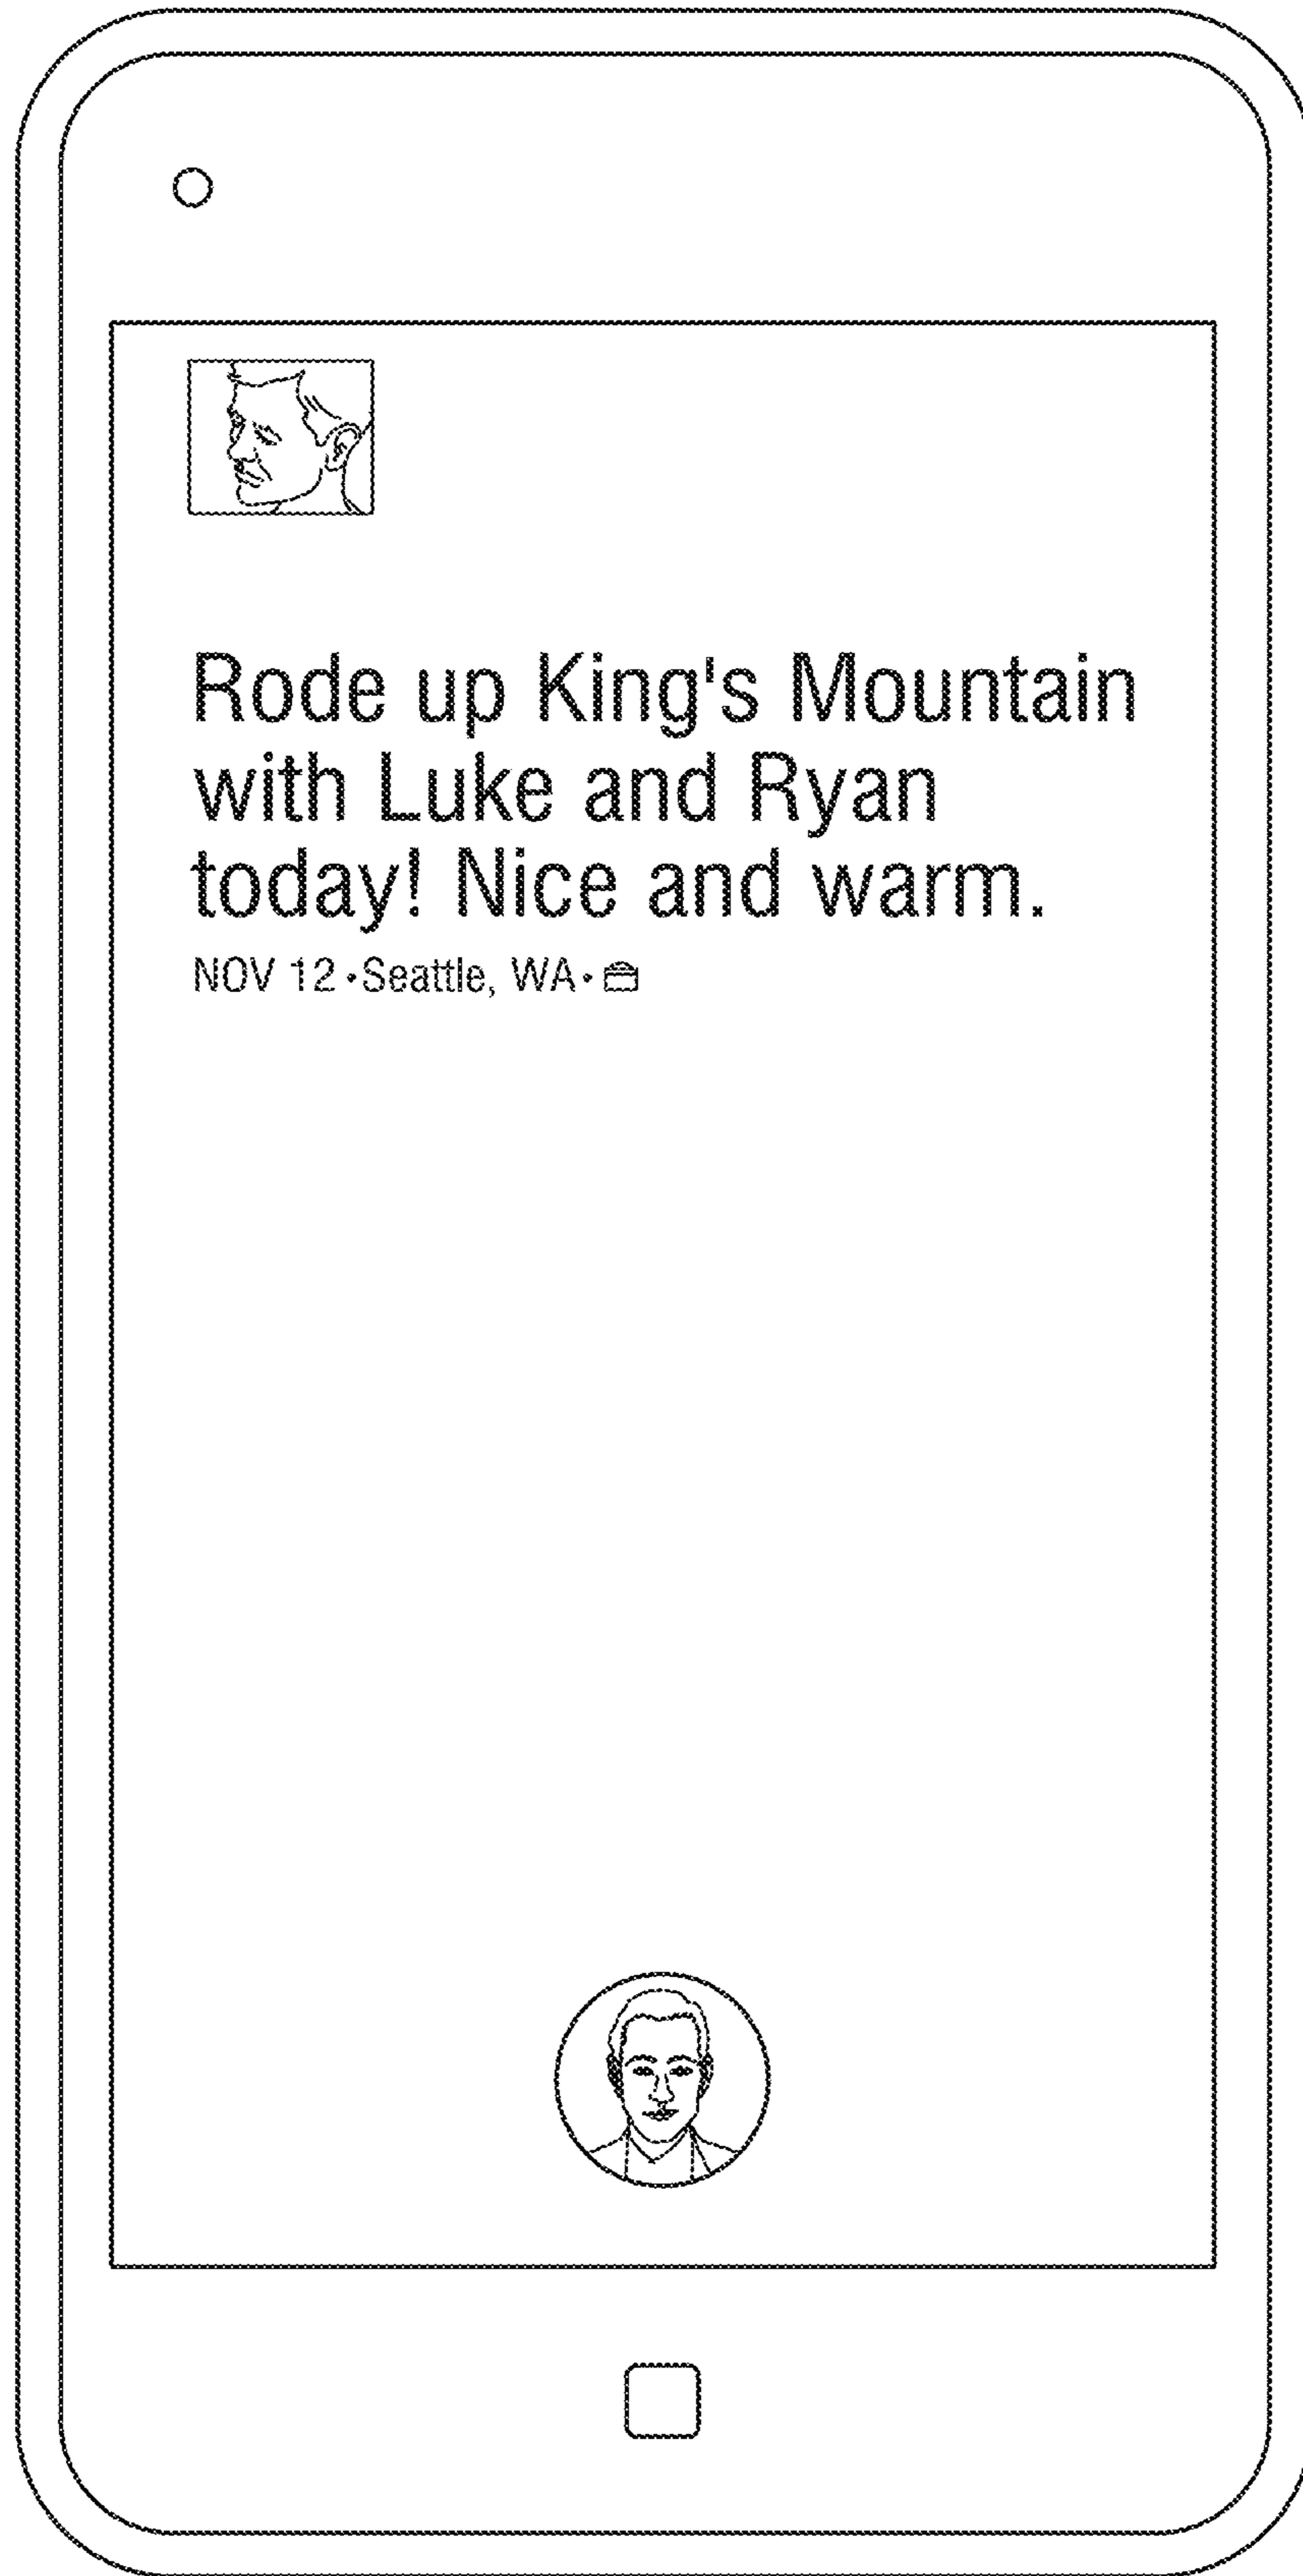 Rode up King's Mountain
with Luke and Ryan
today! Nice and warm.
NOV 12 •Seattle, WA•